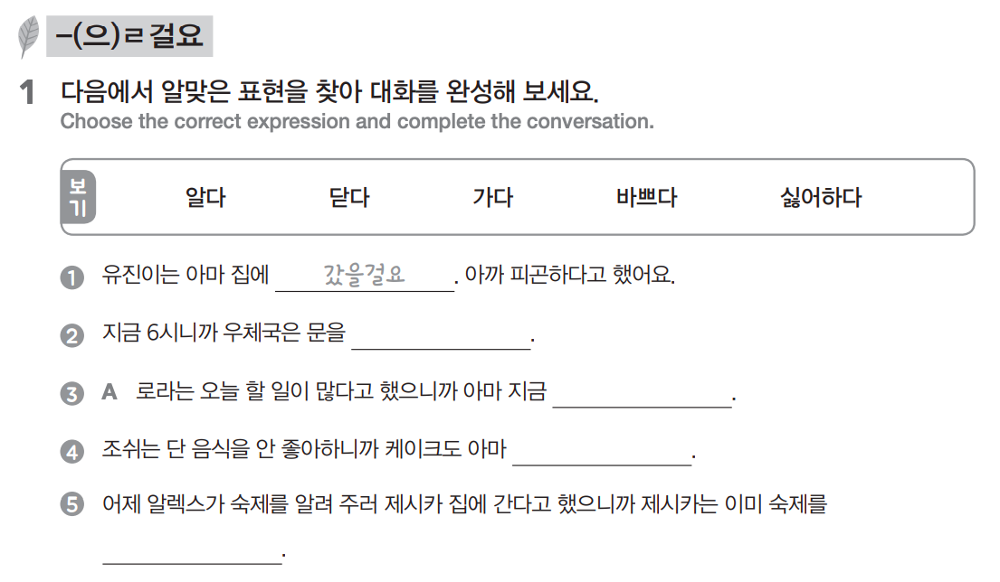 -(으)ㄹ걸요
1 다음에서 알맞은 표현을 찾아 대화를 완성해 보세요.
Choose the correct expression and complete the conversation.
보기 알다 닫다 가다 바쁘다 싫어하다
1 유진이는 아마 집에 갔을걸요. 아까 피곤하다고 했어요.
2 지금 6시니까 우체국은 문을 ____________.
3 A 로라는 오늘 할 일이 많다고 했으니까 아마 지금 ____________.
4 조쉬는 단 음식을 안 좋아하니까 케이크도 아마 ____________.
5 어제 알렉스가 숙제를 알려 주러 제시카 집에 간다고 했으니까 제시카는 이미 숙제를
____________.